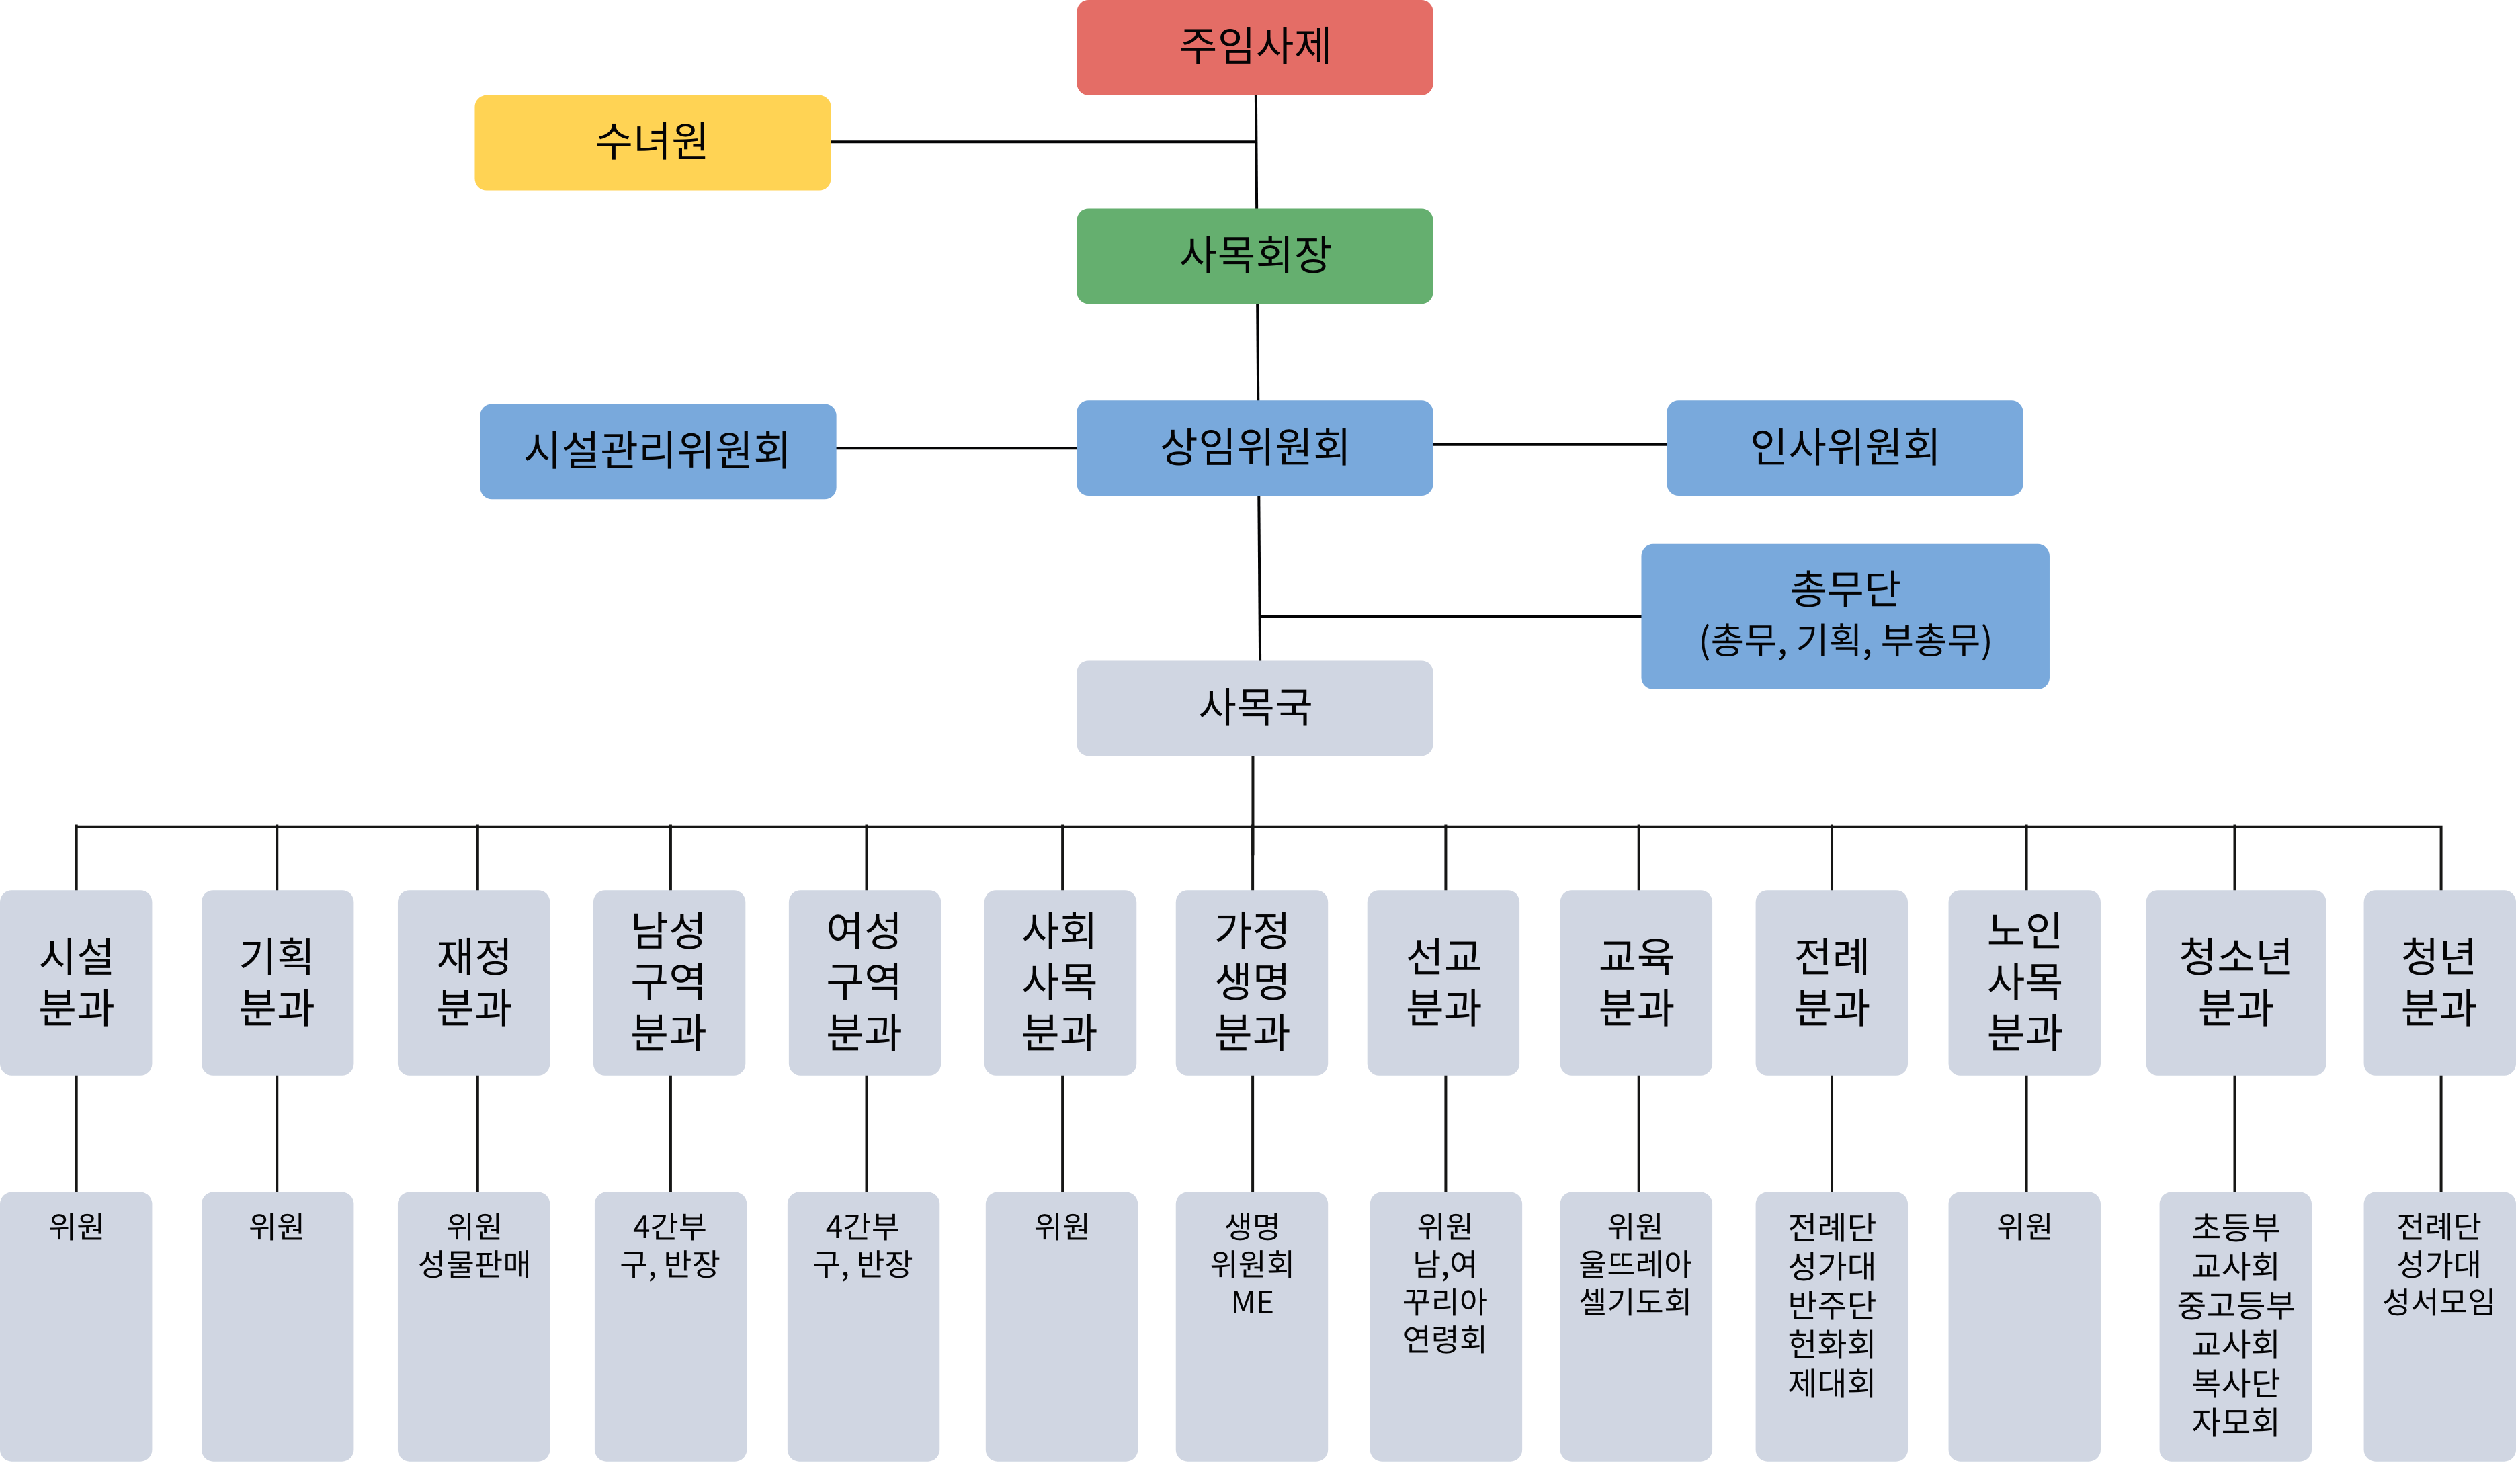 주임사제
수녀원
사목회장
시설관리위원회
상임위원회
인사위원회
총무단
(총무, 기획, 부총무)
사목국
시설
분과
기획
분과
재정
분과
남성
구역
분과
여성
구역
분과
사회
사목
분과
가정
생명
분과
선교
분과
교육
분과
전례
분과
노인
사목
분과
청소년
분과
청년
분과
위원
위원
위원
성물판매
4간부
구, 반장
4간부
구, 반장
위원
생명
위원회
ME
위원
남,여
꾸리아
연령회
위원
울뜨레아
셀기도회
전례단
성가대
반주단
헌화회
제대회
위원
초등부
교사회
중고등부
교사회
복사단
자모회
전례단
성가대
성서모임